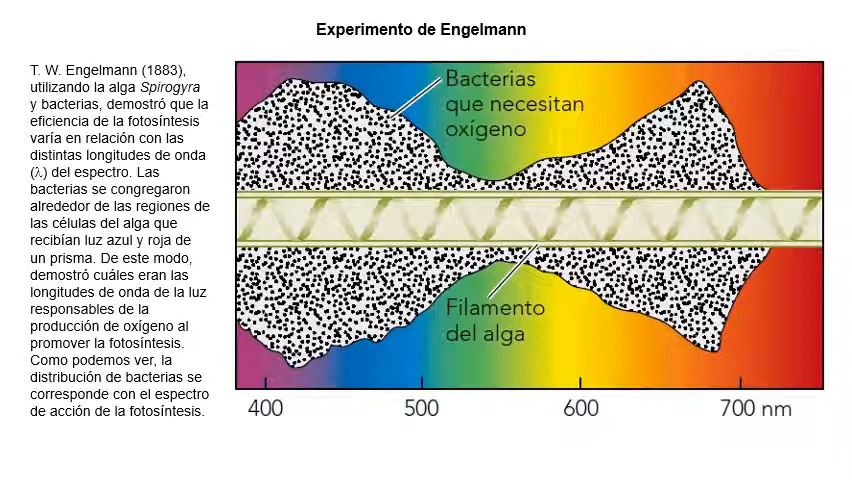 Experimento de Engelmann
T. W. Engelmann (1883),
utilizando la alga Spirogyra
y bacterias, demostró que la
eficiencia de la fotosíntesis
varía en relación con las
distintas longitudes de onda
(λ) del espectro. Las
bacterias se congregaron
alrededor de las regiones de
las células del alga que
recibían luz azul y roja de
un prisma. De este modo,
demostró cuáles eran las
longitudes de onda de la luz
responsables de la
producción de oxígeno al
promover la fotosíntesis.
Como podemos ver, la
distribución de bacterias se
corresponde con el espectro
de acción de la fotosíntesis.
Bacterias
que necesitan
oxígeno
Filamento
del alga
400 500 600 700 nm